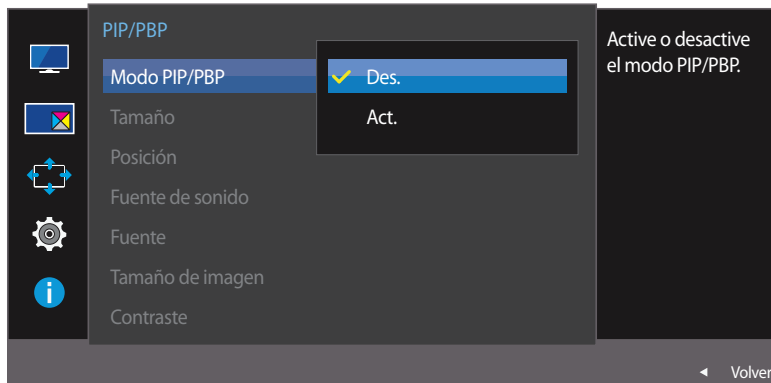 PIP/PBP
Modo PIP/PBP
Des.
Act.
Tamaño
Posición
Fuente de sonido
Fuente
Tamaño de imagen
Contraste
Active o desactive
el modo PIP/PBP.
Volver